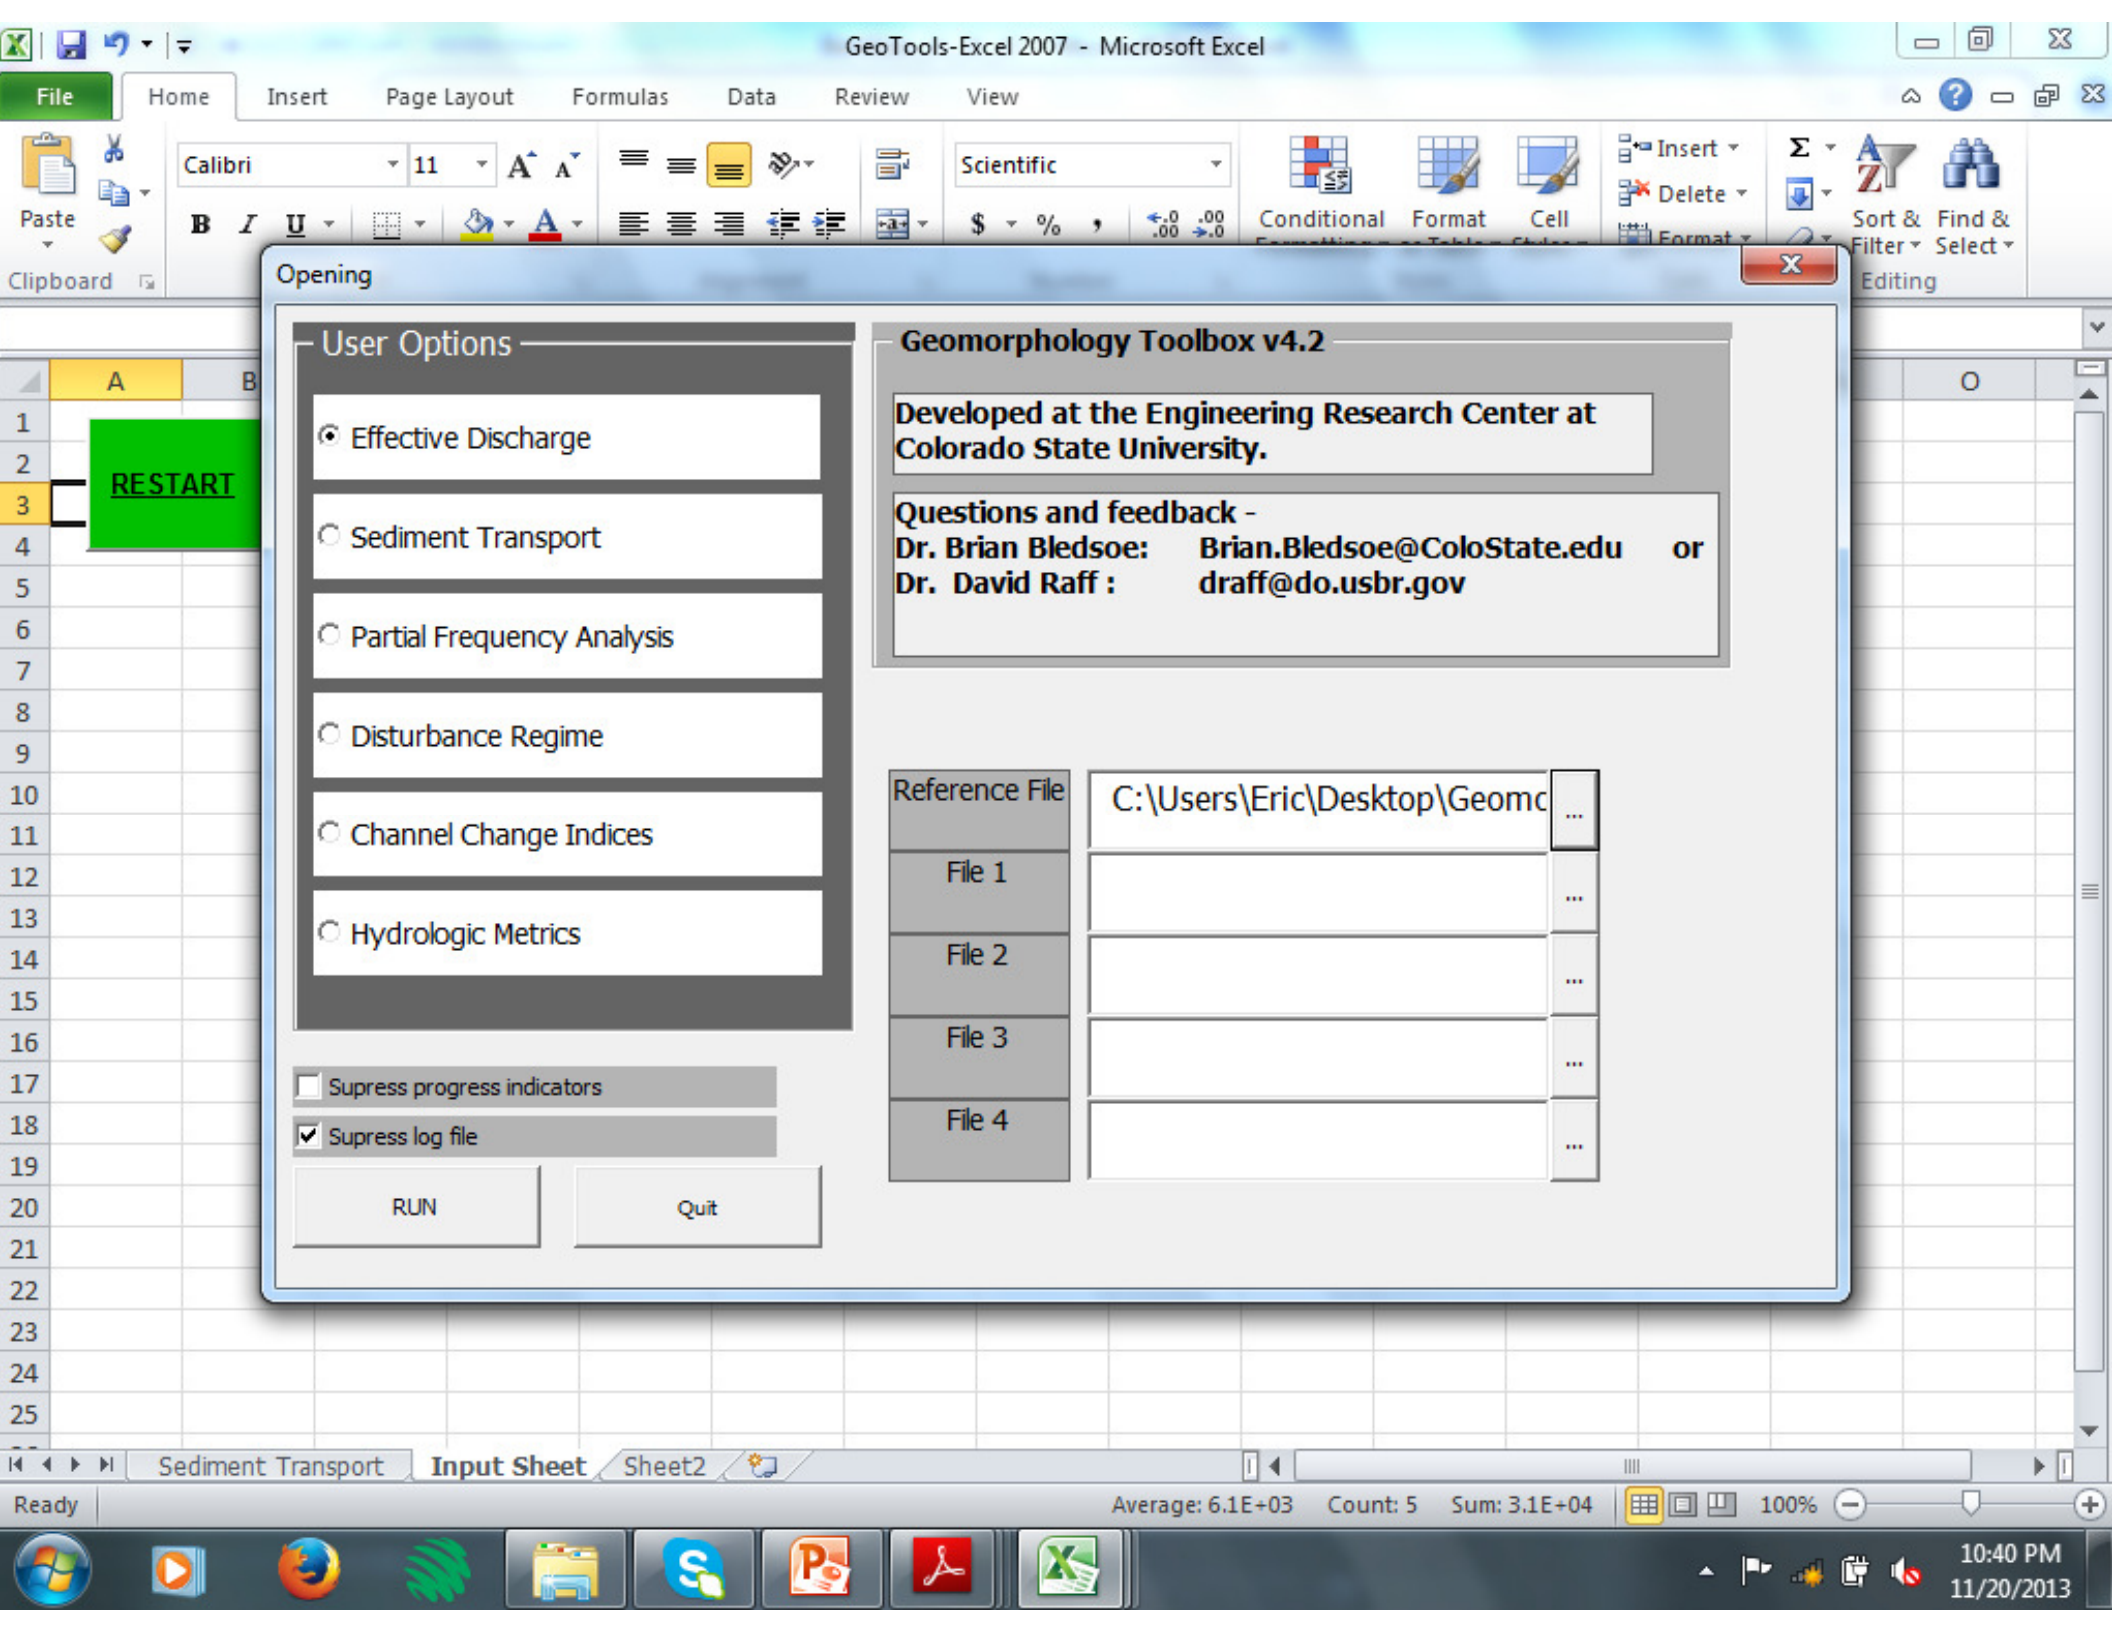 GeoTools-Excel 2007 - Microsoft Excel
File Home Insert Page Layout Formulas Data Review View
Calibri 11 A A Scientific Insert Σ
Delete
Paste B I U A $ % , .0 .00 .00 .0 Conditional Format Cell Format Sort & Find &
Filter Select
Clipboard Editing
Opening
A B O
1
2
3
4
5
6
7
8
9
10
11
12
13
14
15
16
17
18
19
20
21
22
23
24
25
RESTART
User Options
Effective Discharge
Sediment Transport
Partial Frequency Analysis
Disturbance Regime
Channel Change Indices
Hydrologic Metrics
Supress progress indicators
Supress log file
RUN Quit
Geomorphology Toolbox v4.2
Developed at the Engineering Research Center at
Colorado State University.
Questions and feedback -
Dr. Brian Bledsoe: Brian.Bledsoe@ColoState.edu or
Dr. David Raff : draff@do.usbr.gov
Reference File C:\Users\Eric\Desktop\Geomo ...
File 1 ...
File 2 ...
File 3 ...
File 4 ...
Sediment Transport Input Sheet Sheet2
Ready Average: 6.1E+03 Count: 5 Sum: 3.1E+04 100%
10:40 PM
11/20/2013